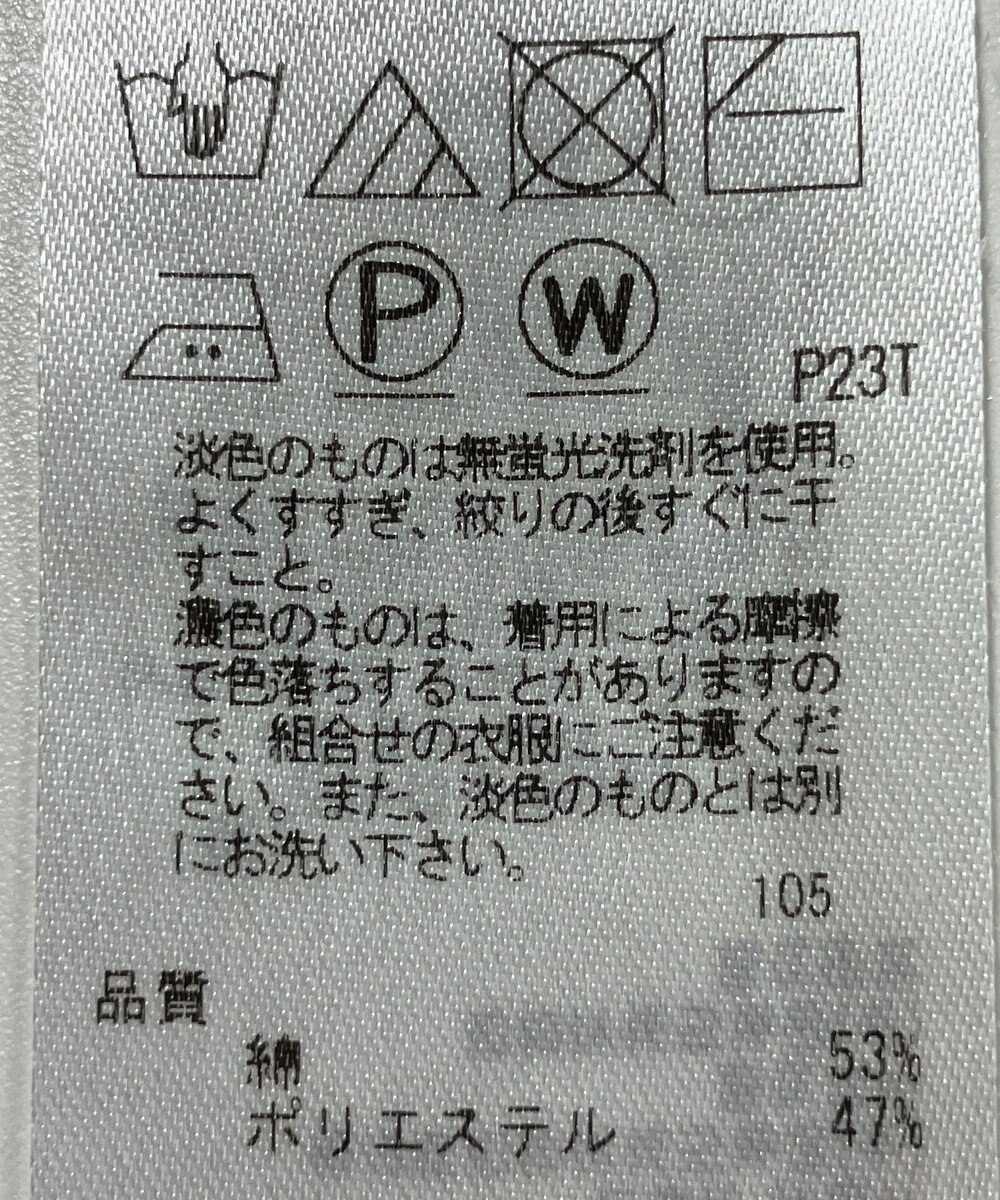 P W
P23T
淡色のものは無蛍光洗剤を使用。
よくすすぎ、絞りの後すぐに干
すこと。
濃色のものは、着用による摩擦
で色落ちすることがありますの
で、組合せの衣服にご注意くだ
さい。また、淡色のものとは別
にお洗い下さい。
105
品質
綿 53%
ポリエステル 47%